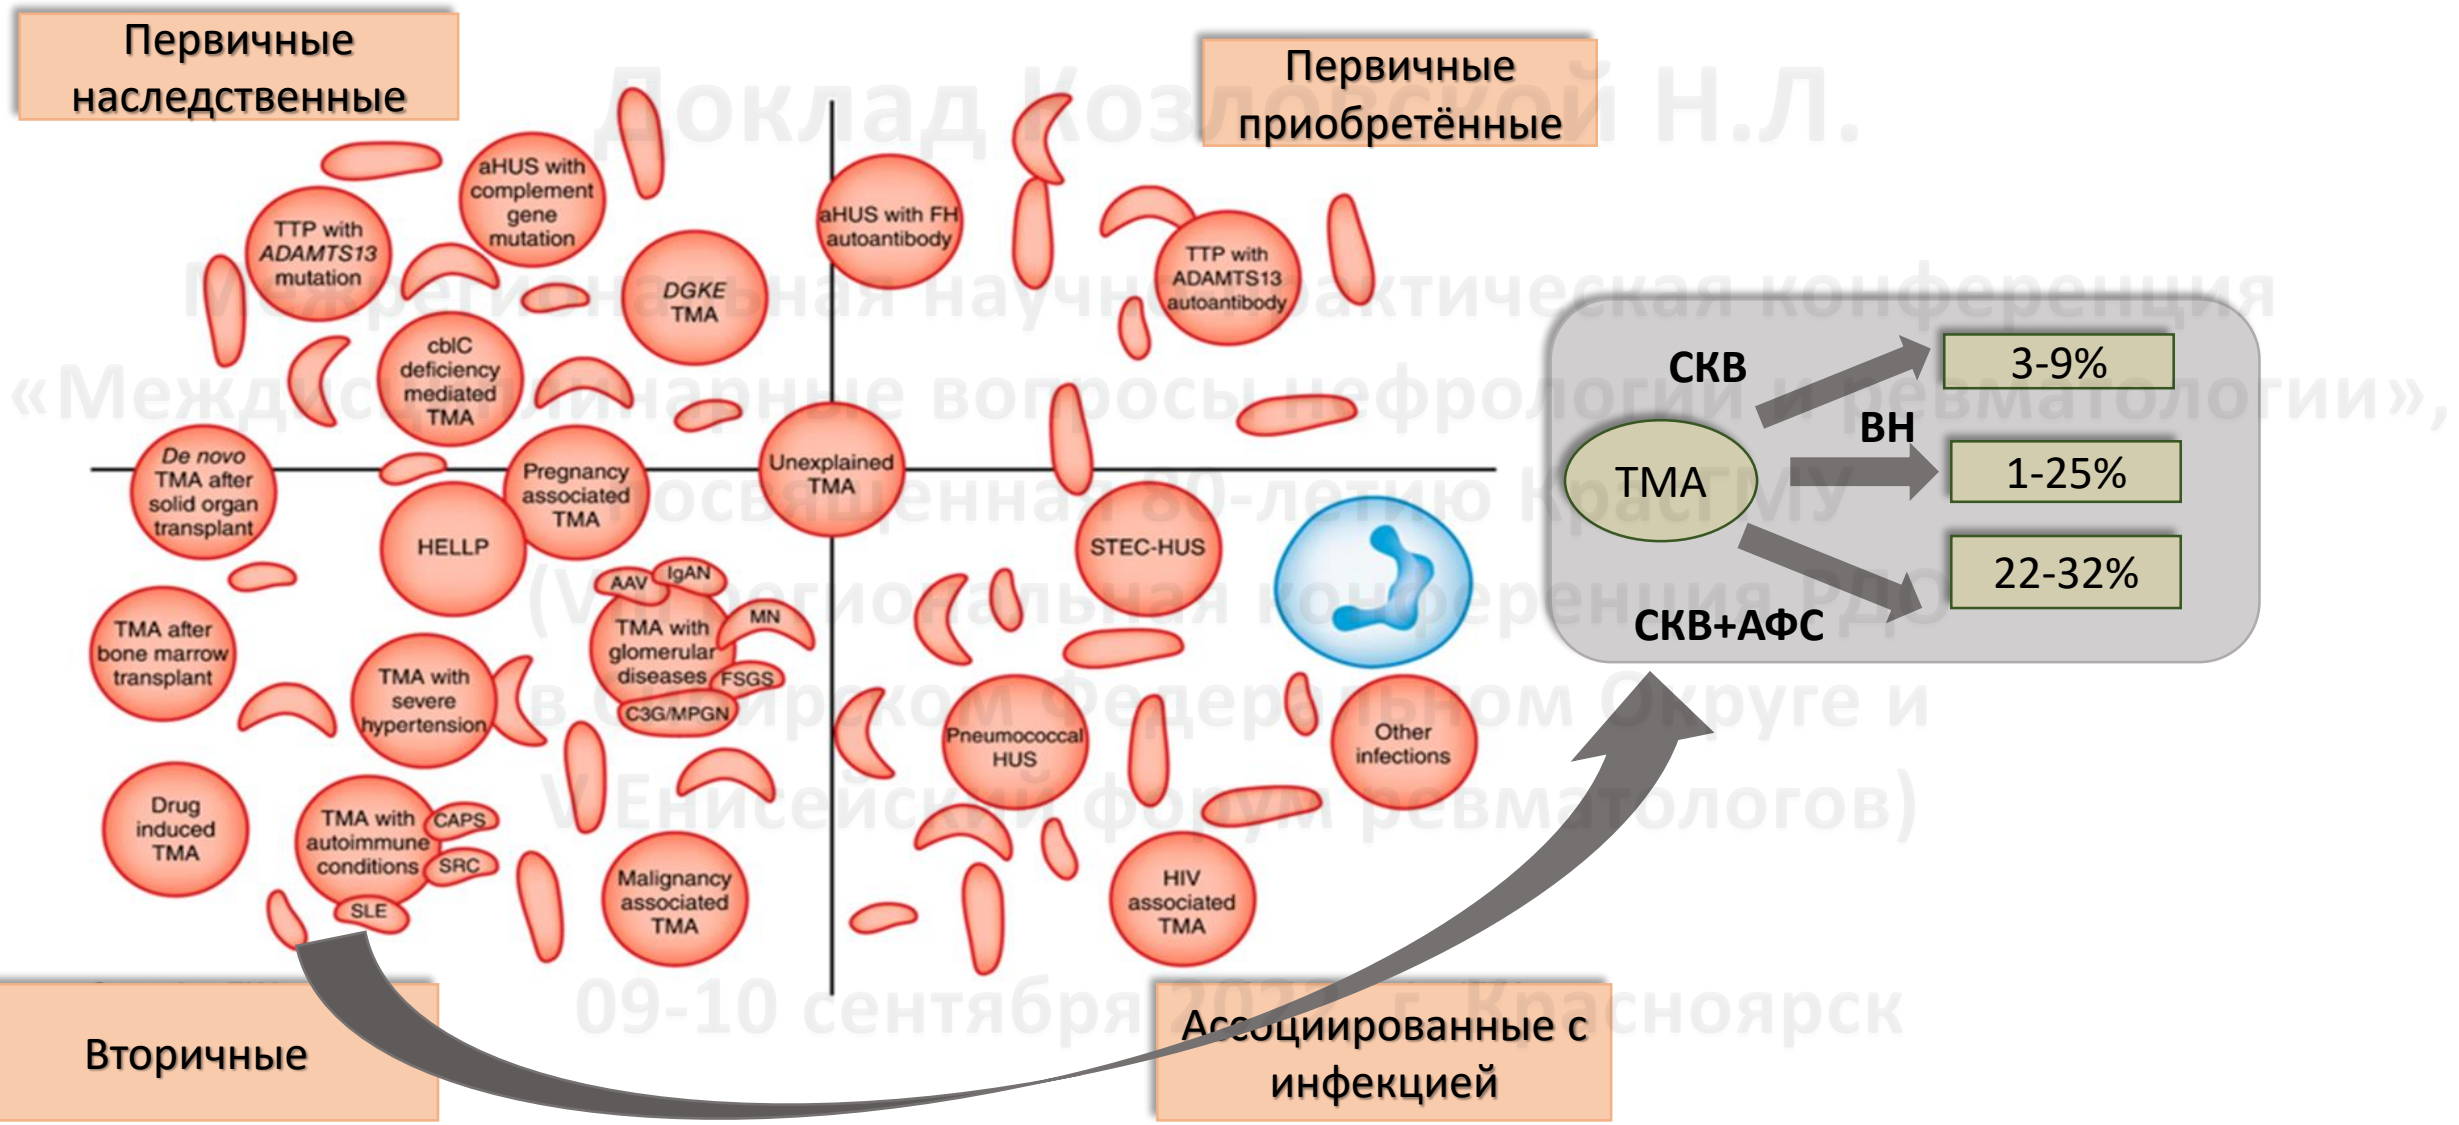 Первичные
наследственные
Первичные
приобретённые
Доклад Козловской Н.Л.
aHUS with
complement
gene
mutation
TTP with
ADAMTS13
mutation
DGKE
TMA
cblC
deficiency
mediated
TMA
aHUS with FH
autoantibody
TTP with
ADAMTS13
autoantibody
Межрегиональная научно-практическая конференция
«Междисциплинарные вопросы нефрологии и ревматологии»,
посвященная 80-летию КрасГМУ
региональная конференция РДО
в Сибирском Федеральном Округе и
V Енисейский форум ревматологов)
09-10 сентября 2022 г. Красноярск
De novo
TMA after
solid organ
transplant
Pregnancy
associated
TMA
Unexplained
TMA
HELLP
AAV
IgAN
MN
TMA with
glomerular
diseases
FSGS
C3G/MPGN
TMA after
bone marrow
transplant
TMA with
severe
hypertension
Drug
induced
TMA
TMA with
autoimmune
conditions
CAPS
SRC
SLE
Malignancy
associated
TMA
STEC-HUS
Pneumococcal
HUS
Other
infections
HIV
associated
TMA
СКВ
3-9%
ВН
ТМА
1-25%
22-32%
СКВ+АФС
Вторичные
Ассоциированные с
инфекцией